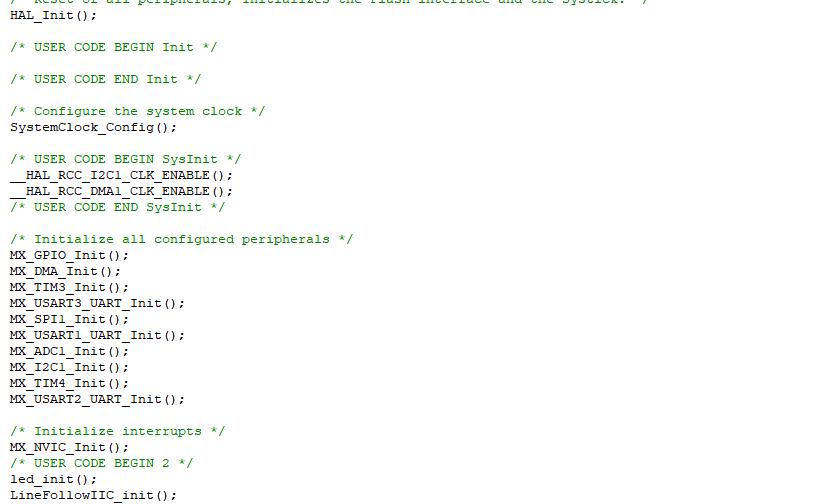 /* Reset of all peripherals, Initializes the Flash interface and the Systick. */
HAL_Init();
/* USER CODE BEGIN Init */
/* USER CODE END Init */
/* Configure the system clock */
SystemClock_Config();
/* USER CODE BEGIN SysInit */
__HAL_RCC_I2C1_CLK_ENABLE();
__HAL_RCC_DMA1_CLK_ENABLE();
/* USER CODE END SysInit */
/* Initialize all configured peripherals */
MX_GPIO_Init();
MX_DMA_Init();
MX_TIM3_Init();
MX_USART3_UART_Init();
MX_SPI1_Init();
MX_USART1_UART_Init();
MX_ADC1_Init();
MX_I2C1_Init();
MX_TIM4_Init();
MX_USART2_UART_Init();
/* Initialize interrupts */
MX_NVIC_Init();
/* USER CODE BEGIN 2 */
led_init();
LineFollowIIC_init();